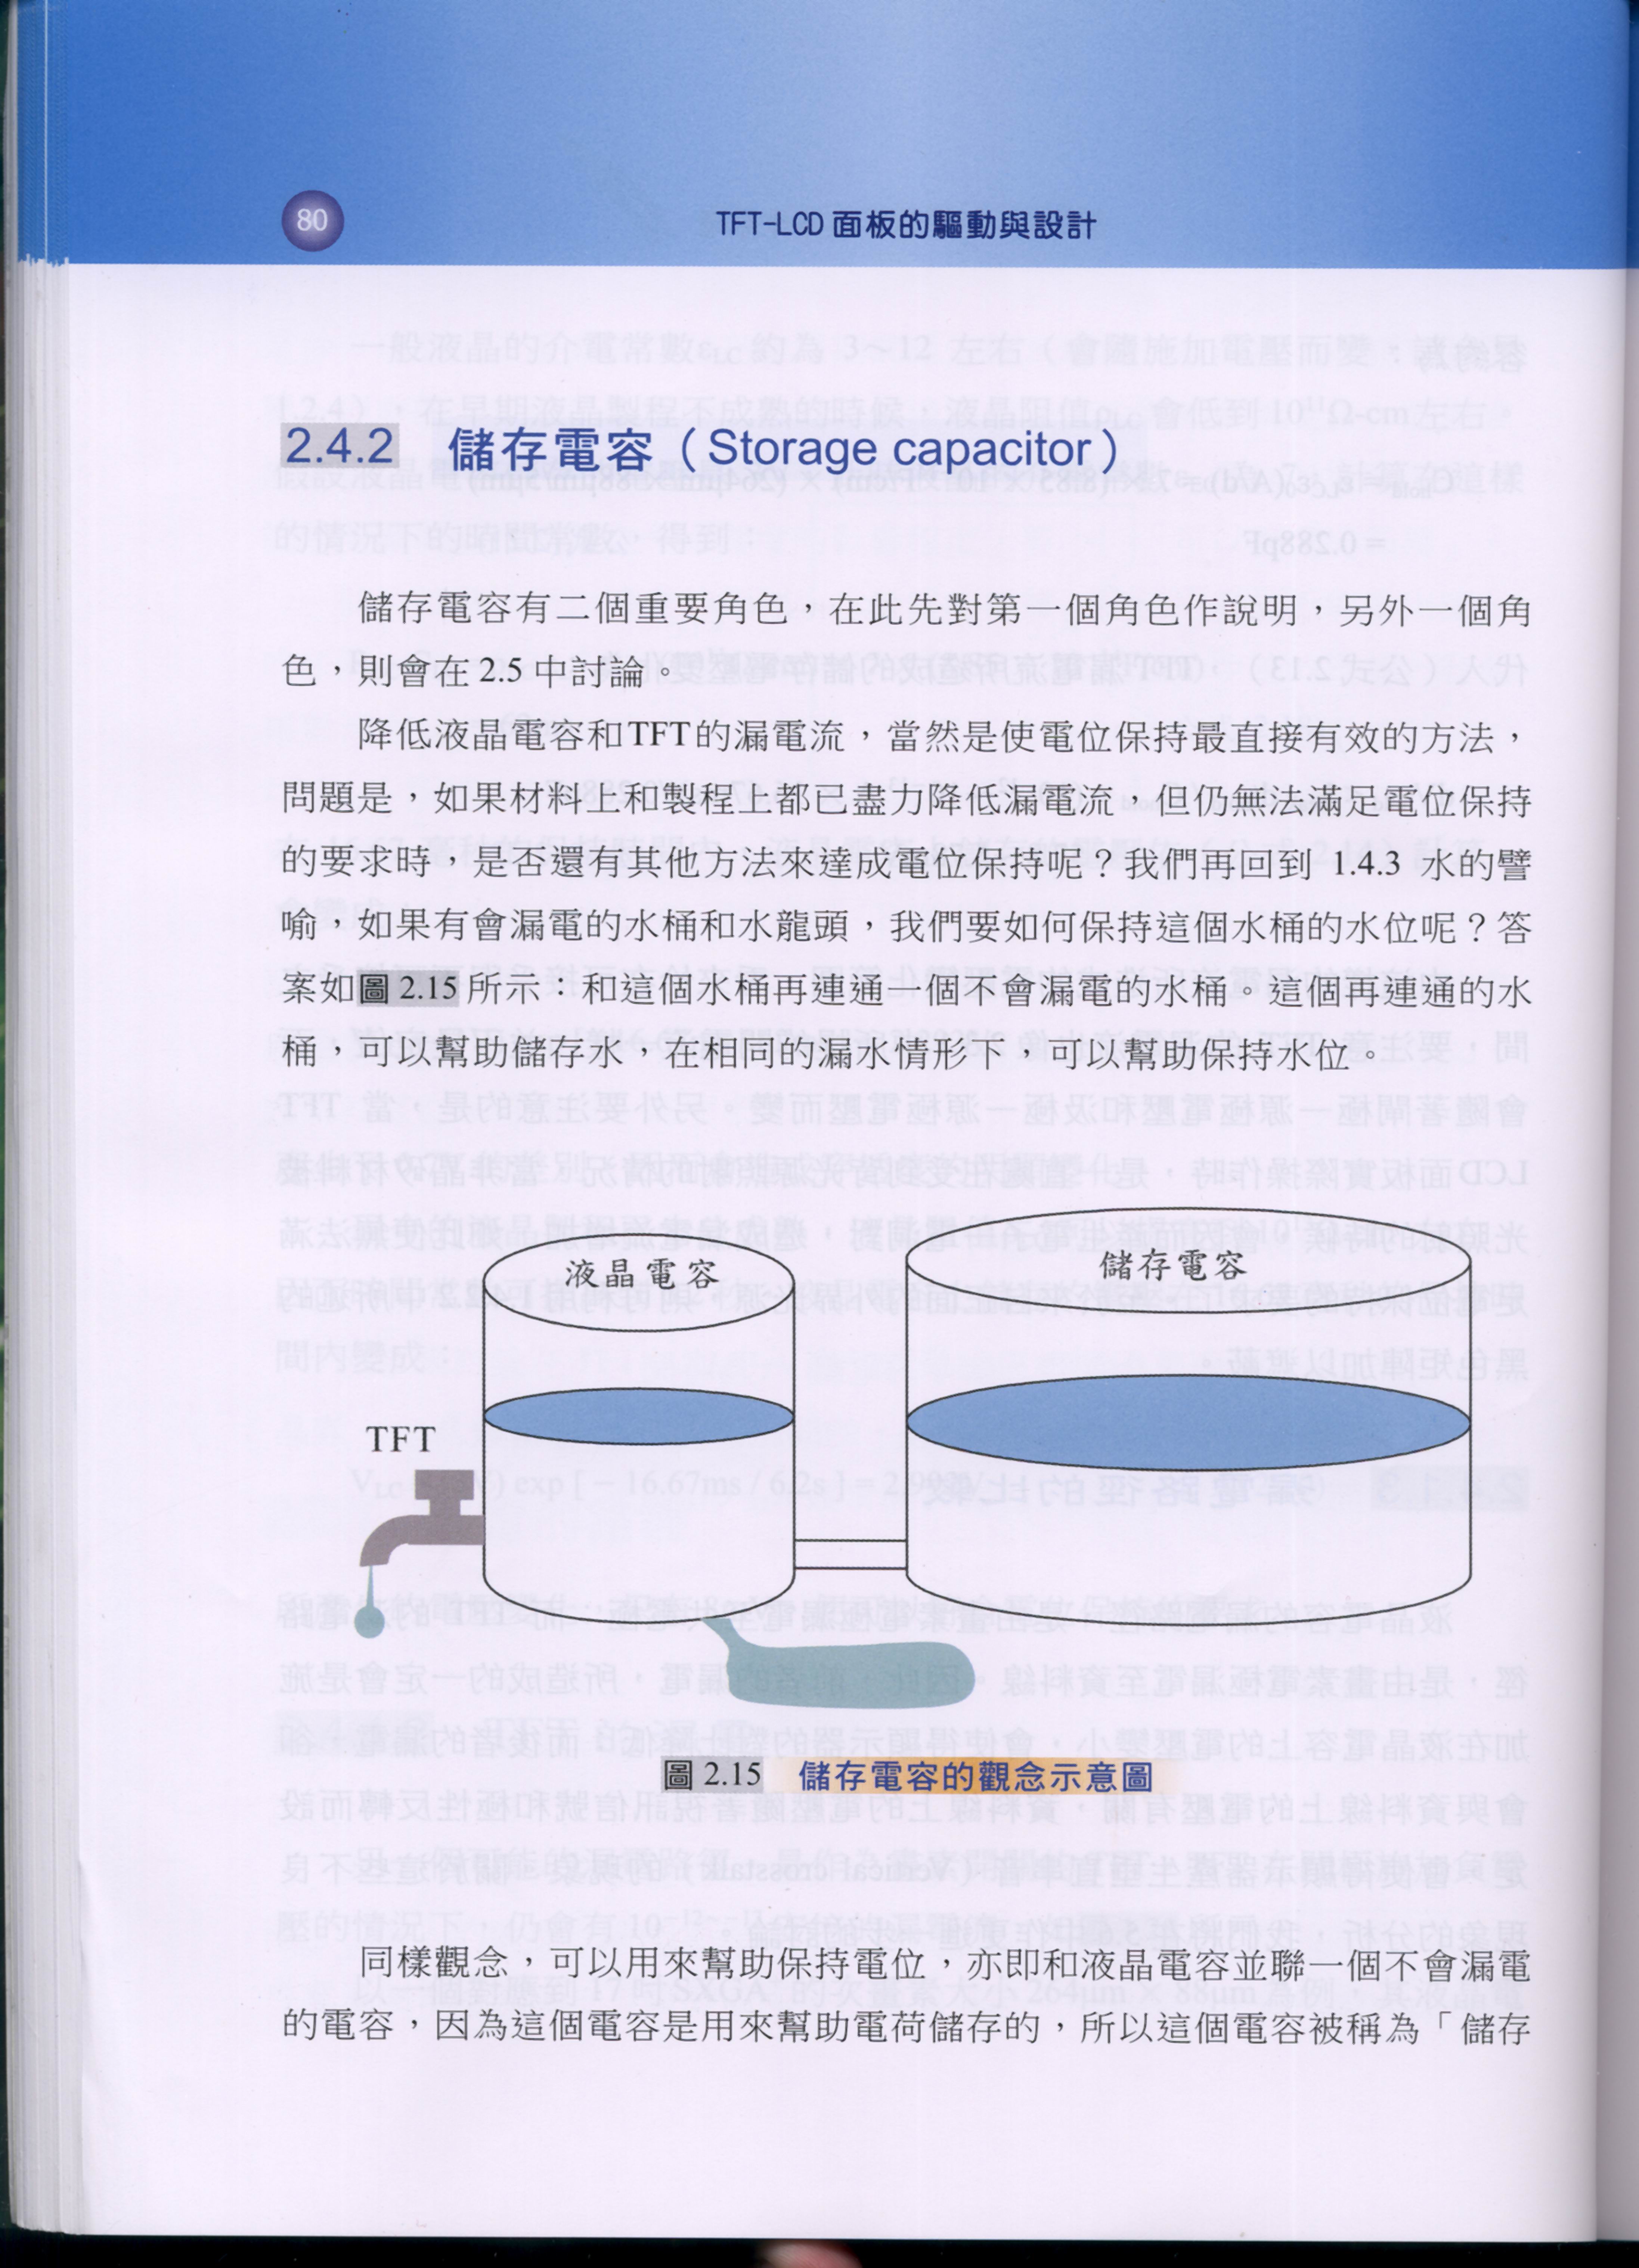 80
TFT-LCD 面板的驅動與設計
2.4.2 儲存電容（Storage capacitor）
儲存電容有二個重要角色，在此先對第一個角色作說明，另外一個角
色，則會在 2.5 中討論。
降低液晶電容和TFT的漏電流，當然是使電位保持最直接有效的方法，
問題是，如果材料上和製程上都已盡力降低漏電流，但仍無法滿足電位保持
的要求時，是否還有其他方法來達成電位保持呢？我們再回到 1.4.3 水的譬
喻，如果有會漏電的水桶和水龍頭，我們要如何保持這個水桶的水位呢？答
案如圖 2.15 所示：和這個水桶再連通一個不會漏電的水桶。這個再連通的水
桶，可以幫助儲存水，在相同的漏水情形下，可以幫助保持水位。
液晶電容
儲存電容
TFT
圖 2.15 儲存電容的觀念示意圖
同樣觀念，可以用來幫助保持電位，亦即和液晶電容並聯一個不會漏電
的電容，因為這個電容是用來幫助電荷儲存的，所以這個電容被稱為「儲存